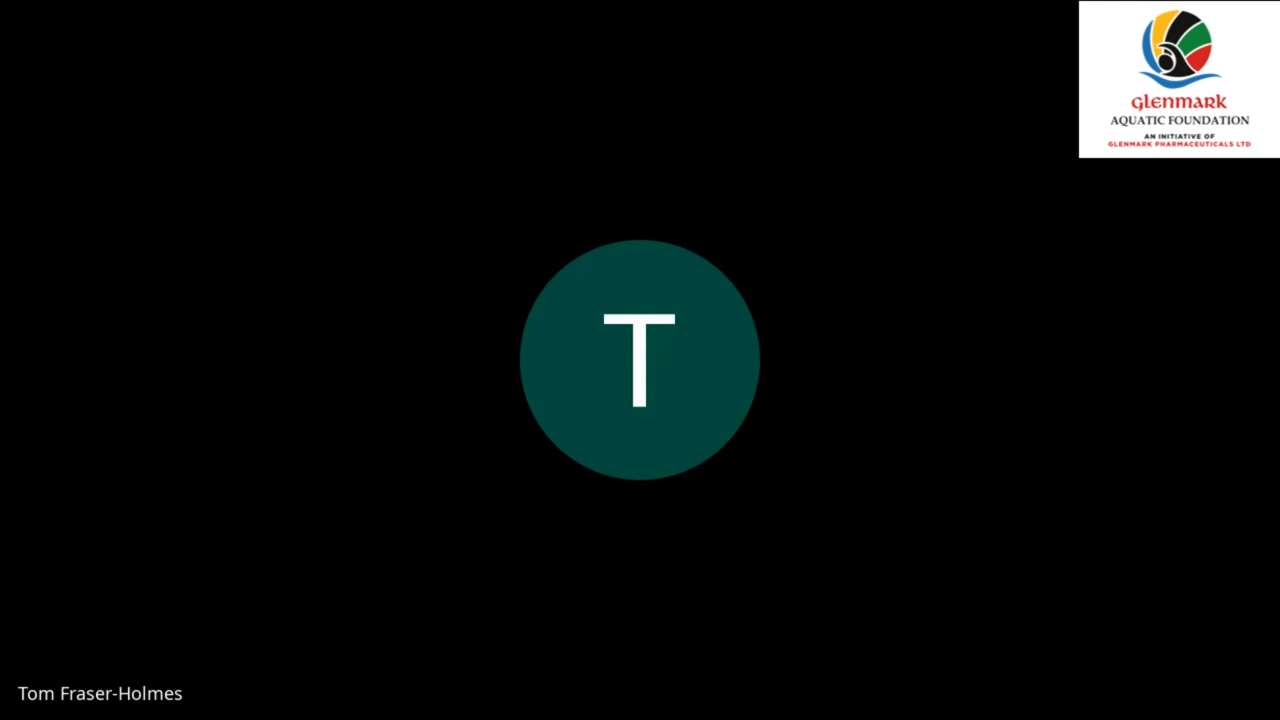 Glenmark
AQUATIC FOUNDATION
AN INITIATIVE OF
GLENMARK PHARMACEUTICALS LTD
T
Tom Fraser-Holmes